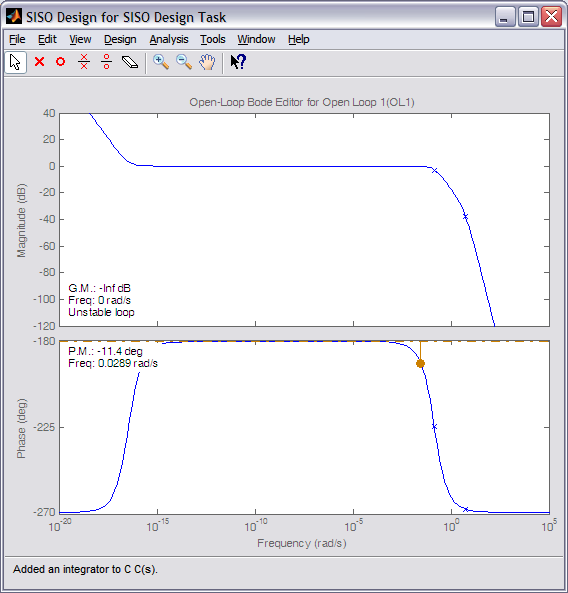 SISO Design for SISO Design Task
File Edit View Design Analysis Tools Window Help
Open-Loop Bode Editor for Open Loop 1(OL1)
Magnitude (dB)
40
20
0
-20
-40
-60
-80
-100
-120
G.M.: -Inf dB
Freq: 0 rad/s
Unstable loop
Phase (deg)
-180
-225
-270
P.M.: -11.4 deg
Freq: 0.0289 rad/s
10^-20 10^-15 10^-10 10^-5 10^0 10^5
Frequency (rad/s)
Added an integrator to C C(s).